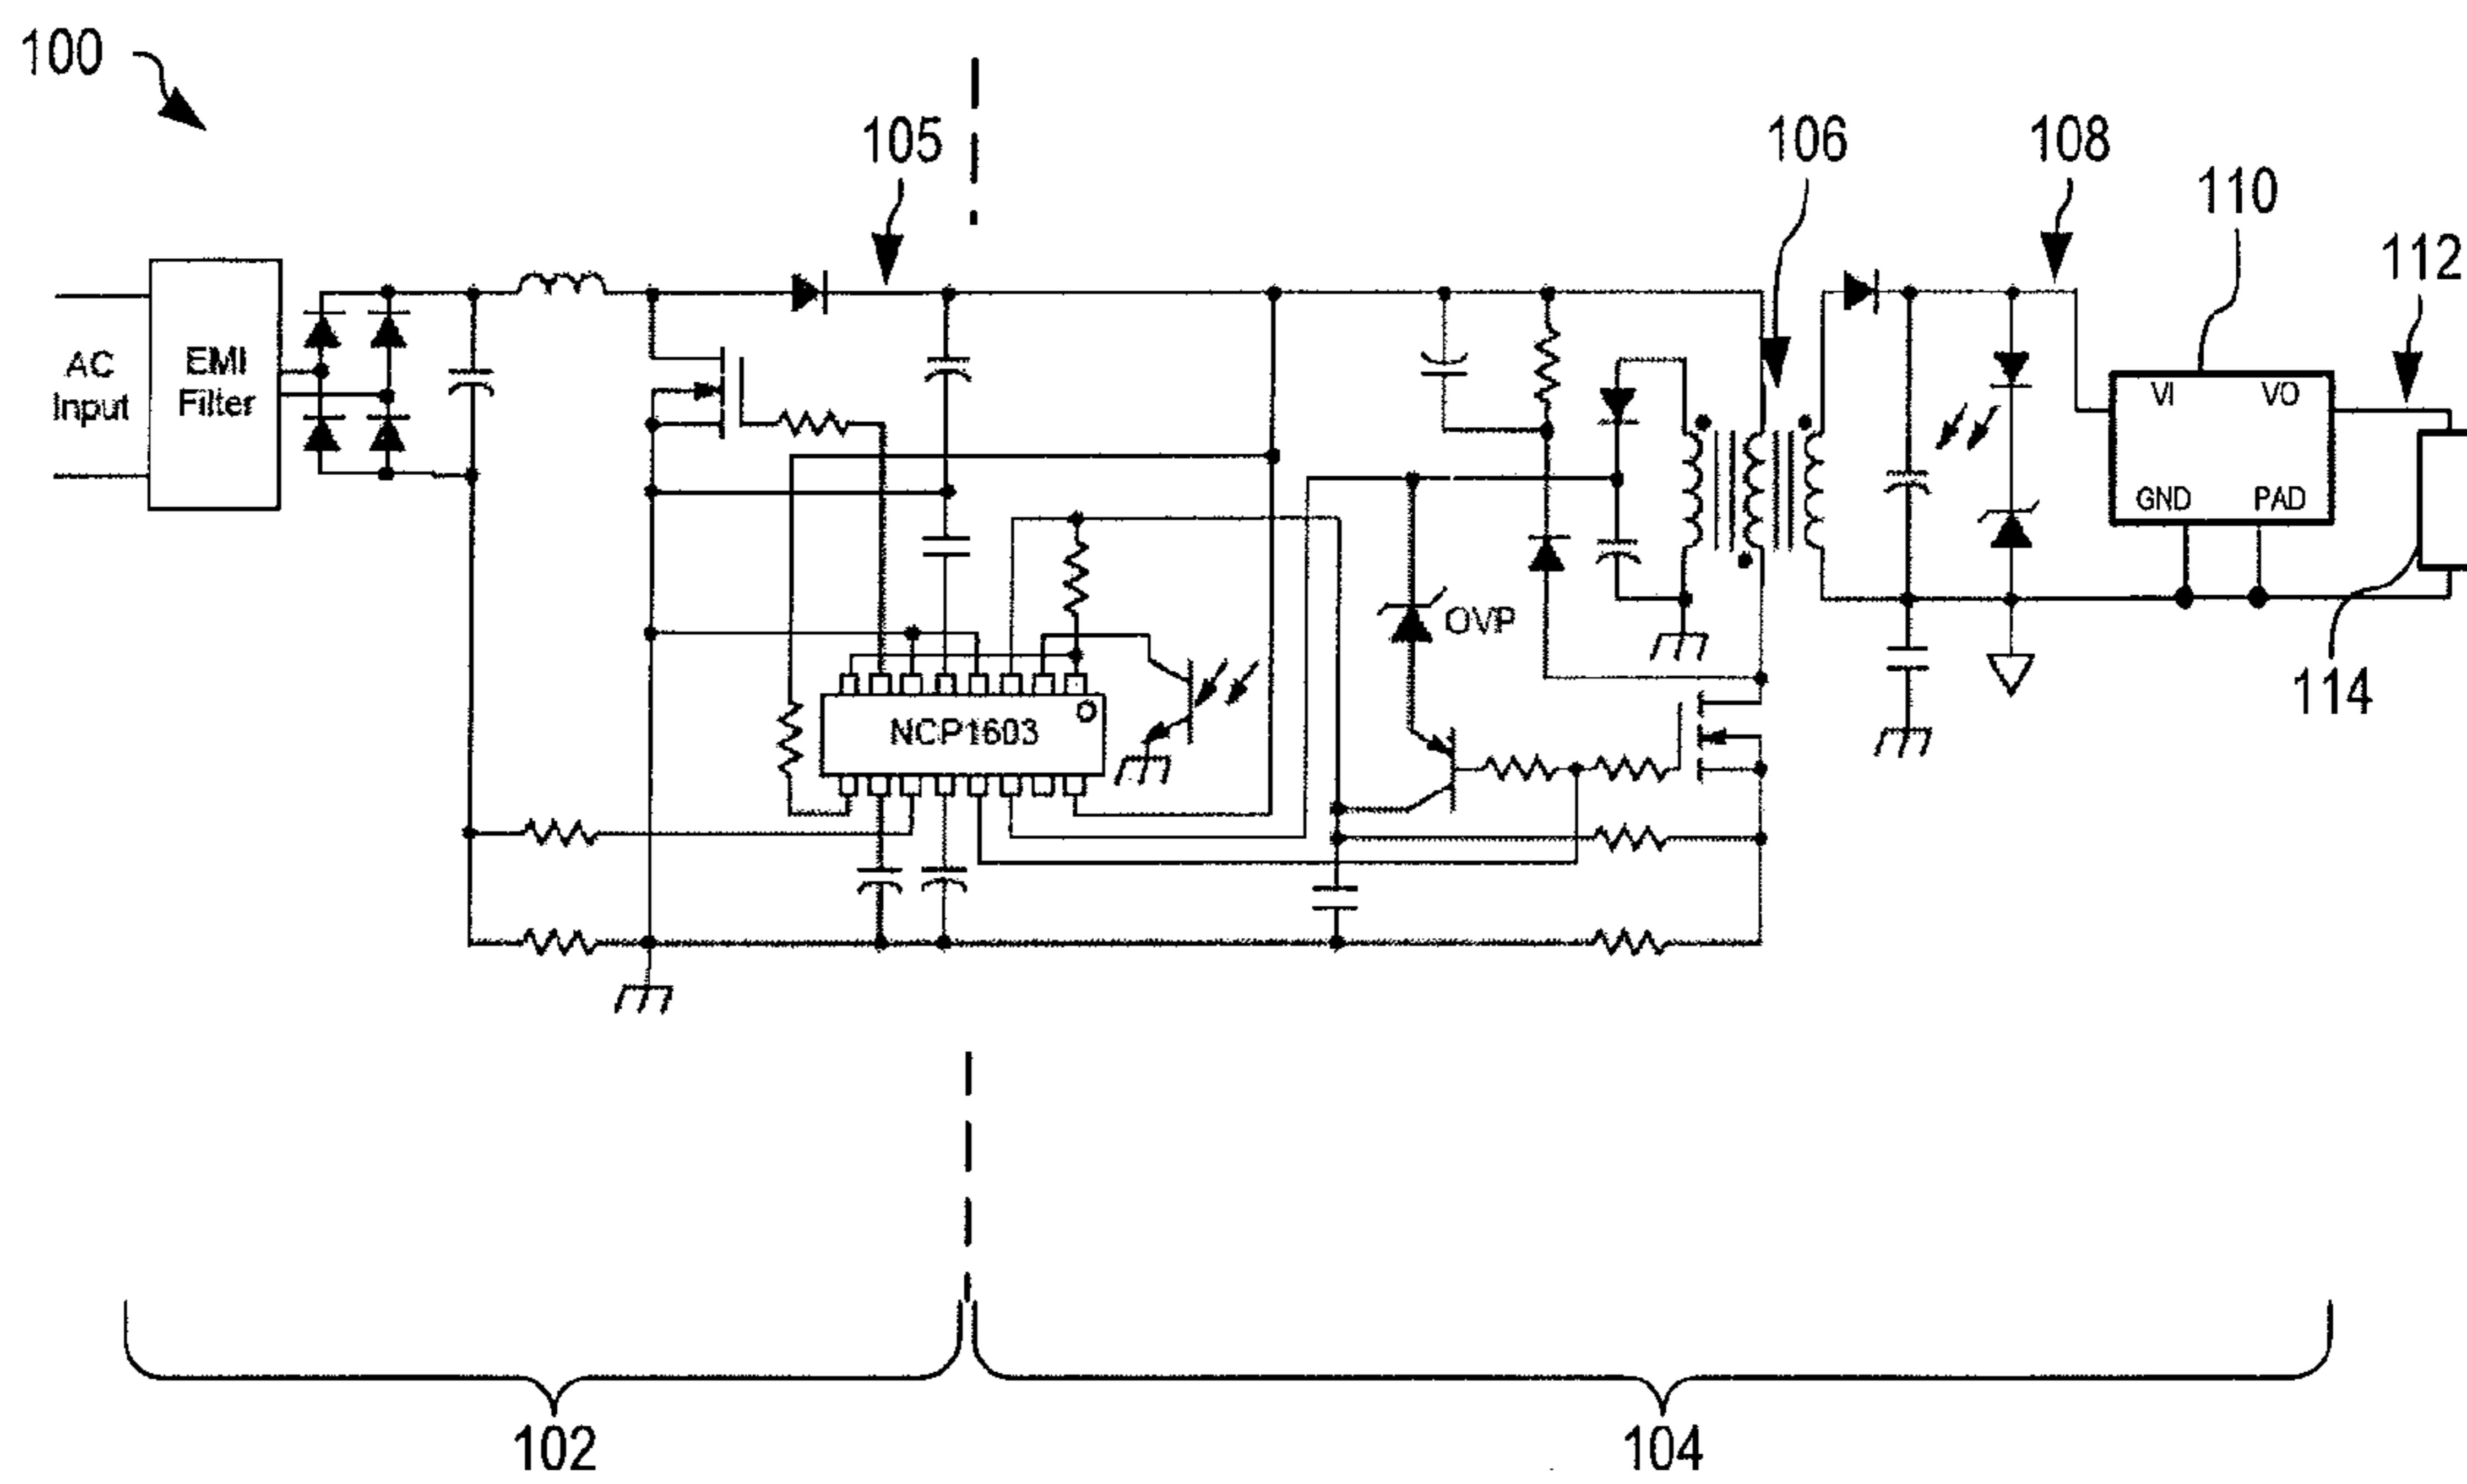 100
105
106
108
110
112
AC
Input
EMI
Filter
VI
VO
GND
PAD
OVP
114
NCP1603
102
104